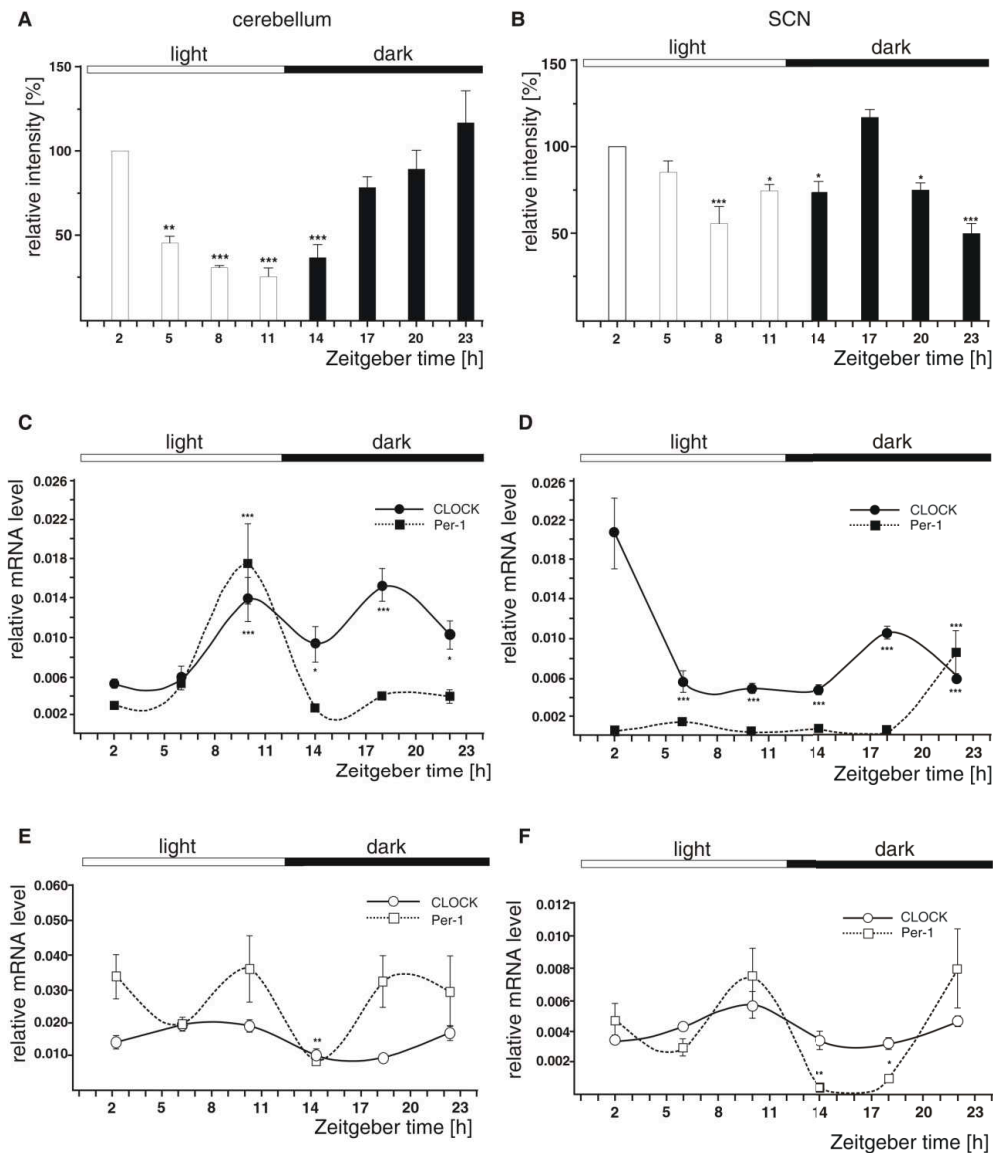 A cerebellum
light dark
relative intensity [%]
150
100
50
** *** *** ***
2 5 8 11 14 17 20 23
Zeitgeber time [h]
B SCN
light dark
relative intensity [%]
150
100
50
*** * * * ***
2 5 8 11 14 17 20 23
Zeitgeber time [h]
C
light dark
relative mRNA level
0.026
0.022
0.018
0.014
0.010
0.006
0.002
CLOCK
Per-1
***
***
*
***
*
2 5 8 11 14 17 20 23
Zeitgeber time [h]
D
light dark
relative mRNA level
0.026
0.022
0.018
0.014
0.010
0.006
0.002
CLOCK
Per-1
*** *** *** *** *** ***
2 5 8 11 14 17 20 23
Zeitgeber time [h]
E
light dark
relative mRNA level
0.060
0.060
0.040
0.030
0.020
0.010
CLOCK
Per-1
**
2 5 8 11 14 17 20 23
Zeitgeber time [h]
F
light dark
relative mRNA level
0.012
0.010
0.008
0.006
0.004
0.002
CLOCK
Per-1
** *
2 5 8 11 14 17 20 23
Zeitgeber time [h]